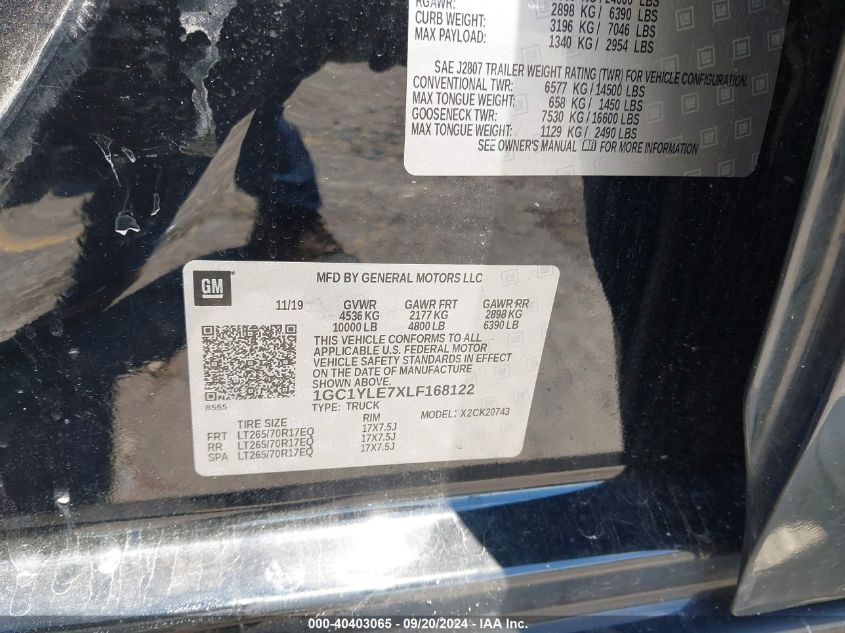 RGAWR: 2898 KG / 6390 LBS
CURB WEIGHT: 3196 KG / 7046 LBS
MAX PAYLOAD: 1340 KG / 2954 LBS
SAE J2807 TRAILER WEIGHT RATING (TWR) FOR VEHICLE CONFIGURATION.
CONVENTIONAL TWR: 6577 KG / 14500 LBS
MAX TONGUE WEIGHT: 658 KG / 1450 LBS
GOOSENECK TWR: 7530 KG / 16600 LBS
MAX TONGUE WEIGHT: 1129 KG / 2490 LBS
SEE OWNER'S MANUAL FOR MORE INFORMATION
GM
MFD BY GENERAL MOTORS LLC
11/19 GVWR GAWR FRT GAWR RR
4536 KG 2177 KG 2898 KG
10000 LB 4800 LB 6390 LB
THIS VEHICLE CONFORMS TO ALL
APPLICABLE U.S. FEDERAL MOTOR
VEHICLE SAFETY STANDARDS IN EFFECT
ON THE DATE OF MANUFACTURE
SHOWN ABOVE.
1GC1YLE7XLF168122
8555 TYPE: TRUCK MODEL: X2CK20743
TIRE SIZE RIM
FRT LT265/70R17EQ 17X7.5J
RR LT265/70R17EQ 17X7.5J
SPA LT265/70R17EQ 17X7.5J
000-40403065 - 09/20/2024 - IAAI.com